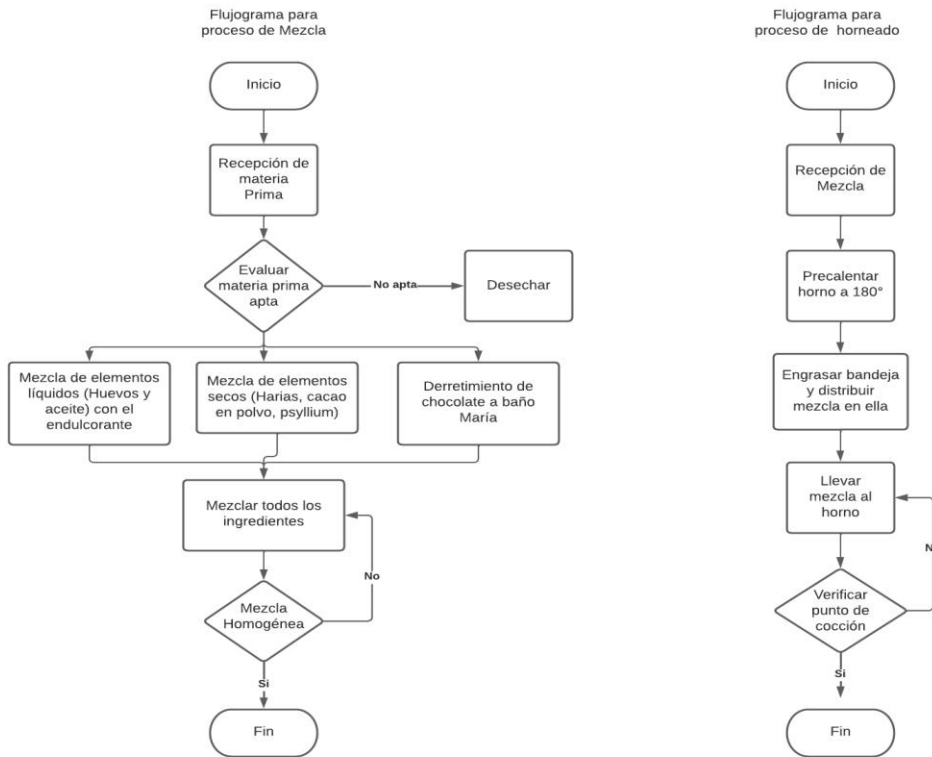 Flujograma para
proceso de Mezcla
Inicio
Recepción de
materia
Prima
Evaluar
materia prima
apta
No apta
Desechar
Mezcla de elementos
líquidos (Huevos y
aceite) con el
endulcorante
Mezcla de elementos
secos (Harias, cacao
en polvo, psyllium)
Derretimiento de
chocolate a baño
María
Mezclar todos los
ingredientes
No
Mezcla
Homogénea
Si
Fin
Flujograma para
proceso de horneado
Inicio
Recepción de
Mezcla
Precalentar
horno a 180°
Engrasar bandeja
y distribuir
mezcla en ella
Llevar
mezcla al
horno
Verificar
punto de
cocción
Si
Fin